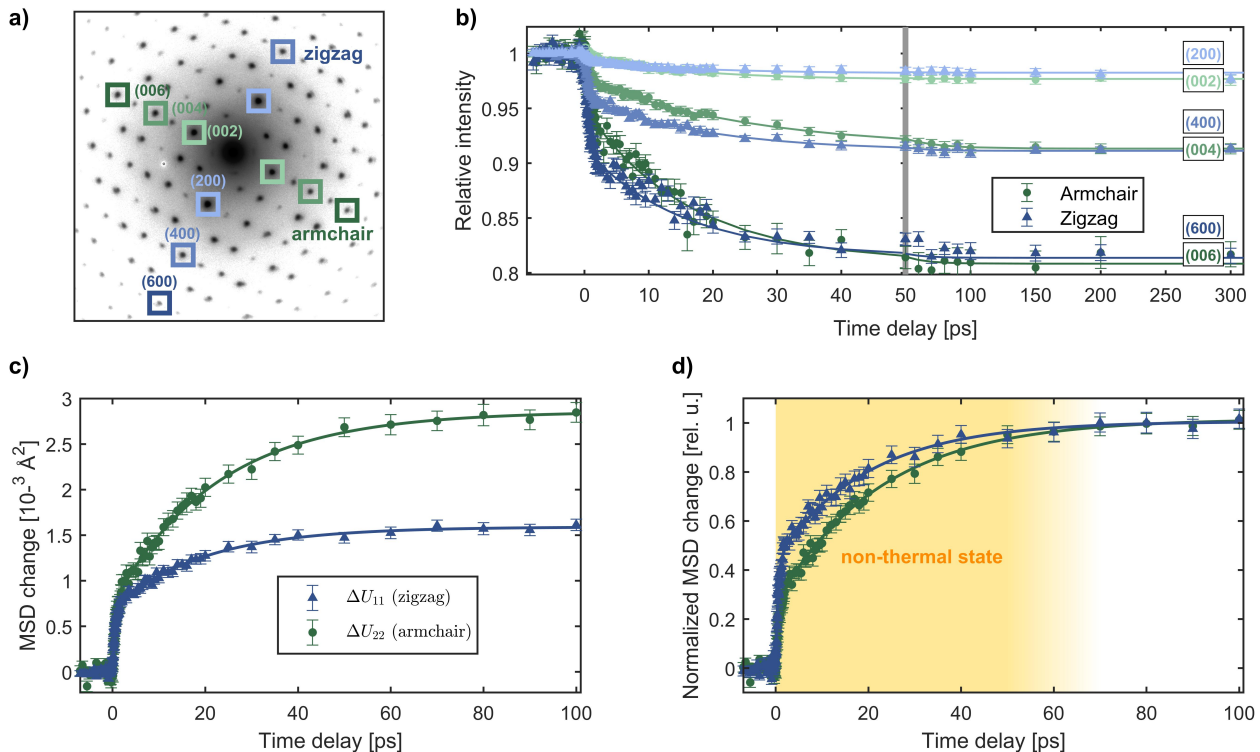 a)
zigzag
(006)
(004)
(002)
(200)
(400)
(600)
armchair
b)
Relative intensity
1
0.95
0.9
0.85
0.8
(200)
(002)
(400)
(004)
(600)
(006)
Armchair
Zigzag
0 10 20 30 40 50 100 150 200 250 300
Time delay [ps]
c)
MSD change [10⁻³ Å²]
3
2.5
2
1.5
1
0.5
0
ΔU₁₁ (zigzag)
ΔU₂₂ (armchair)
0 20 40 60 80 100
Time delay [ps]
d)
Normalized MSD change [rel. u.]
1
0.8
0.6
0.4
0.2
0
non-thermal state
0 20 40 60 80 100
Time delay [ps]